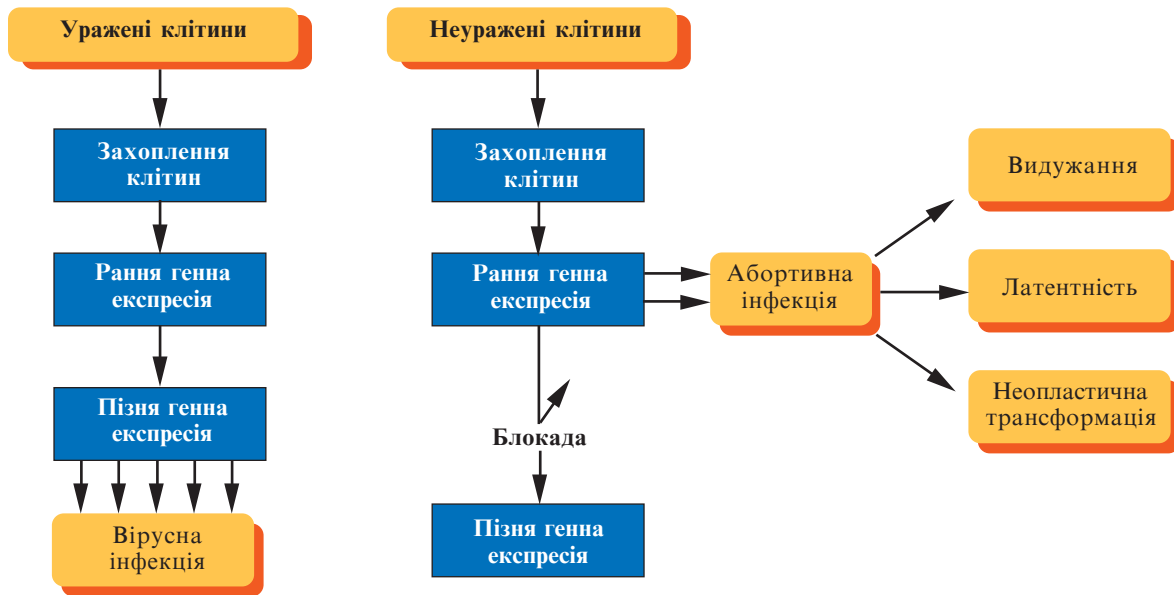 Уражені клітини
Захоплення
клітин
Рання генна
експресія
Пізня генна
експресія
Вірусна
інфекція
Неуражені клітини
Захоплення
клітин
Рання генна
експресія
Блокада
Пізня генна
експресія
Абортивна
інфекція
Видужання
Латентність
Неопластична
трансформація